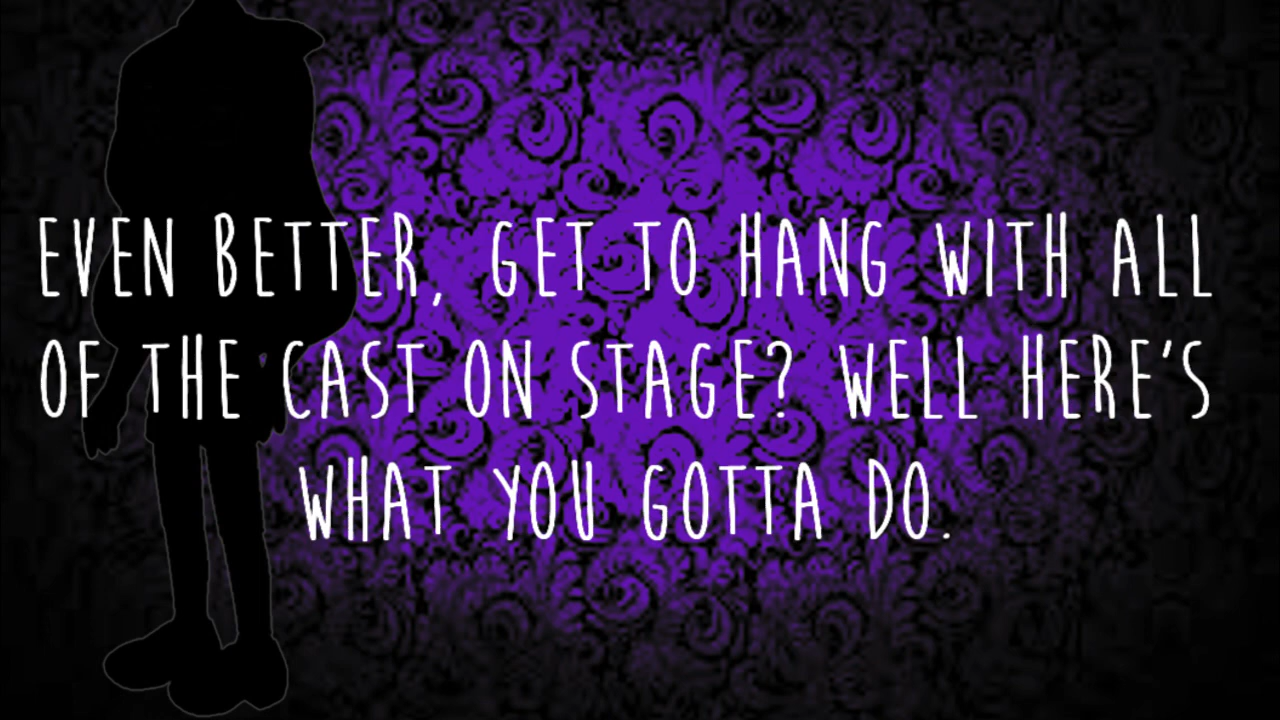 EVEN BETTER, GET TO HANG WITH ALL
OF THE CAST ON STAGE? WELL HERE'S
WHAT YOU GOTTA DO.